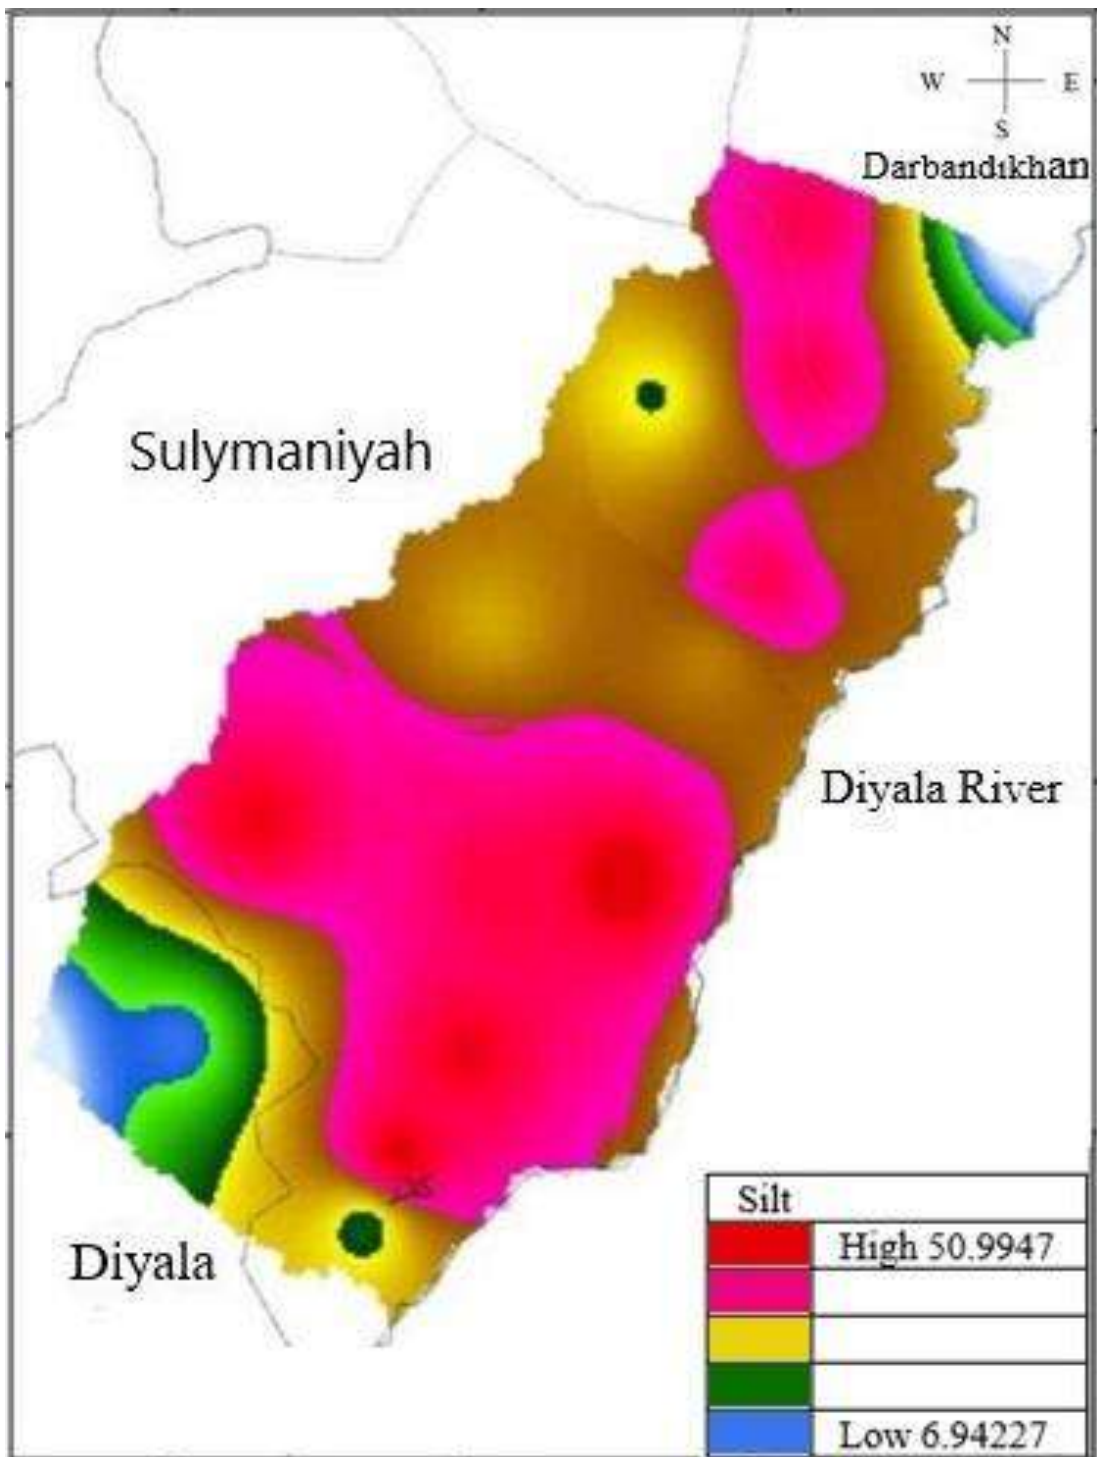 N
W E
S
Darbandikhan
Sulymaniyah
Diyala River
Diyala
Silt
High 50.9947
Low 6.94227